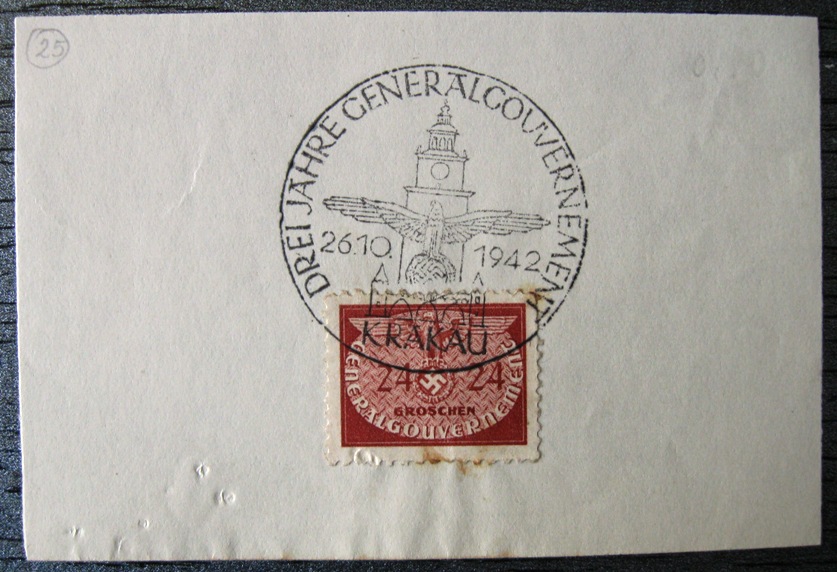 25
DREI JAHRE GENERALGOUVERNEMENT
26.10. 1942
KRAKAU
24 24
GROSCHEN
GENERALGOUVERNEMENT